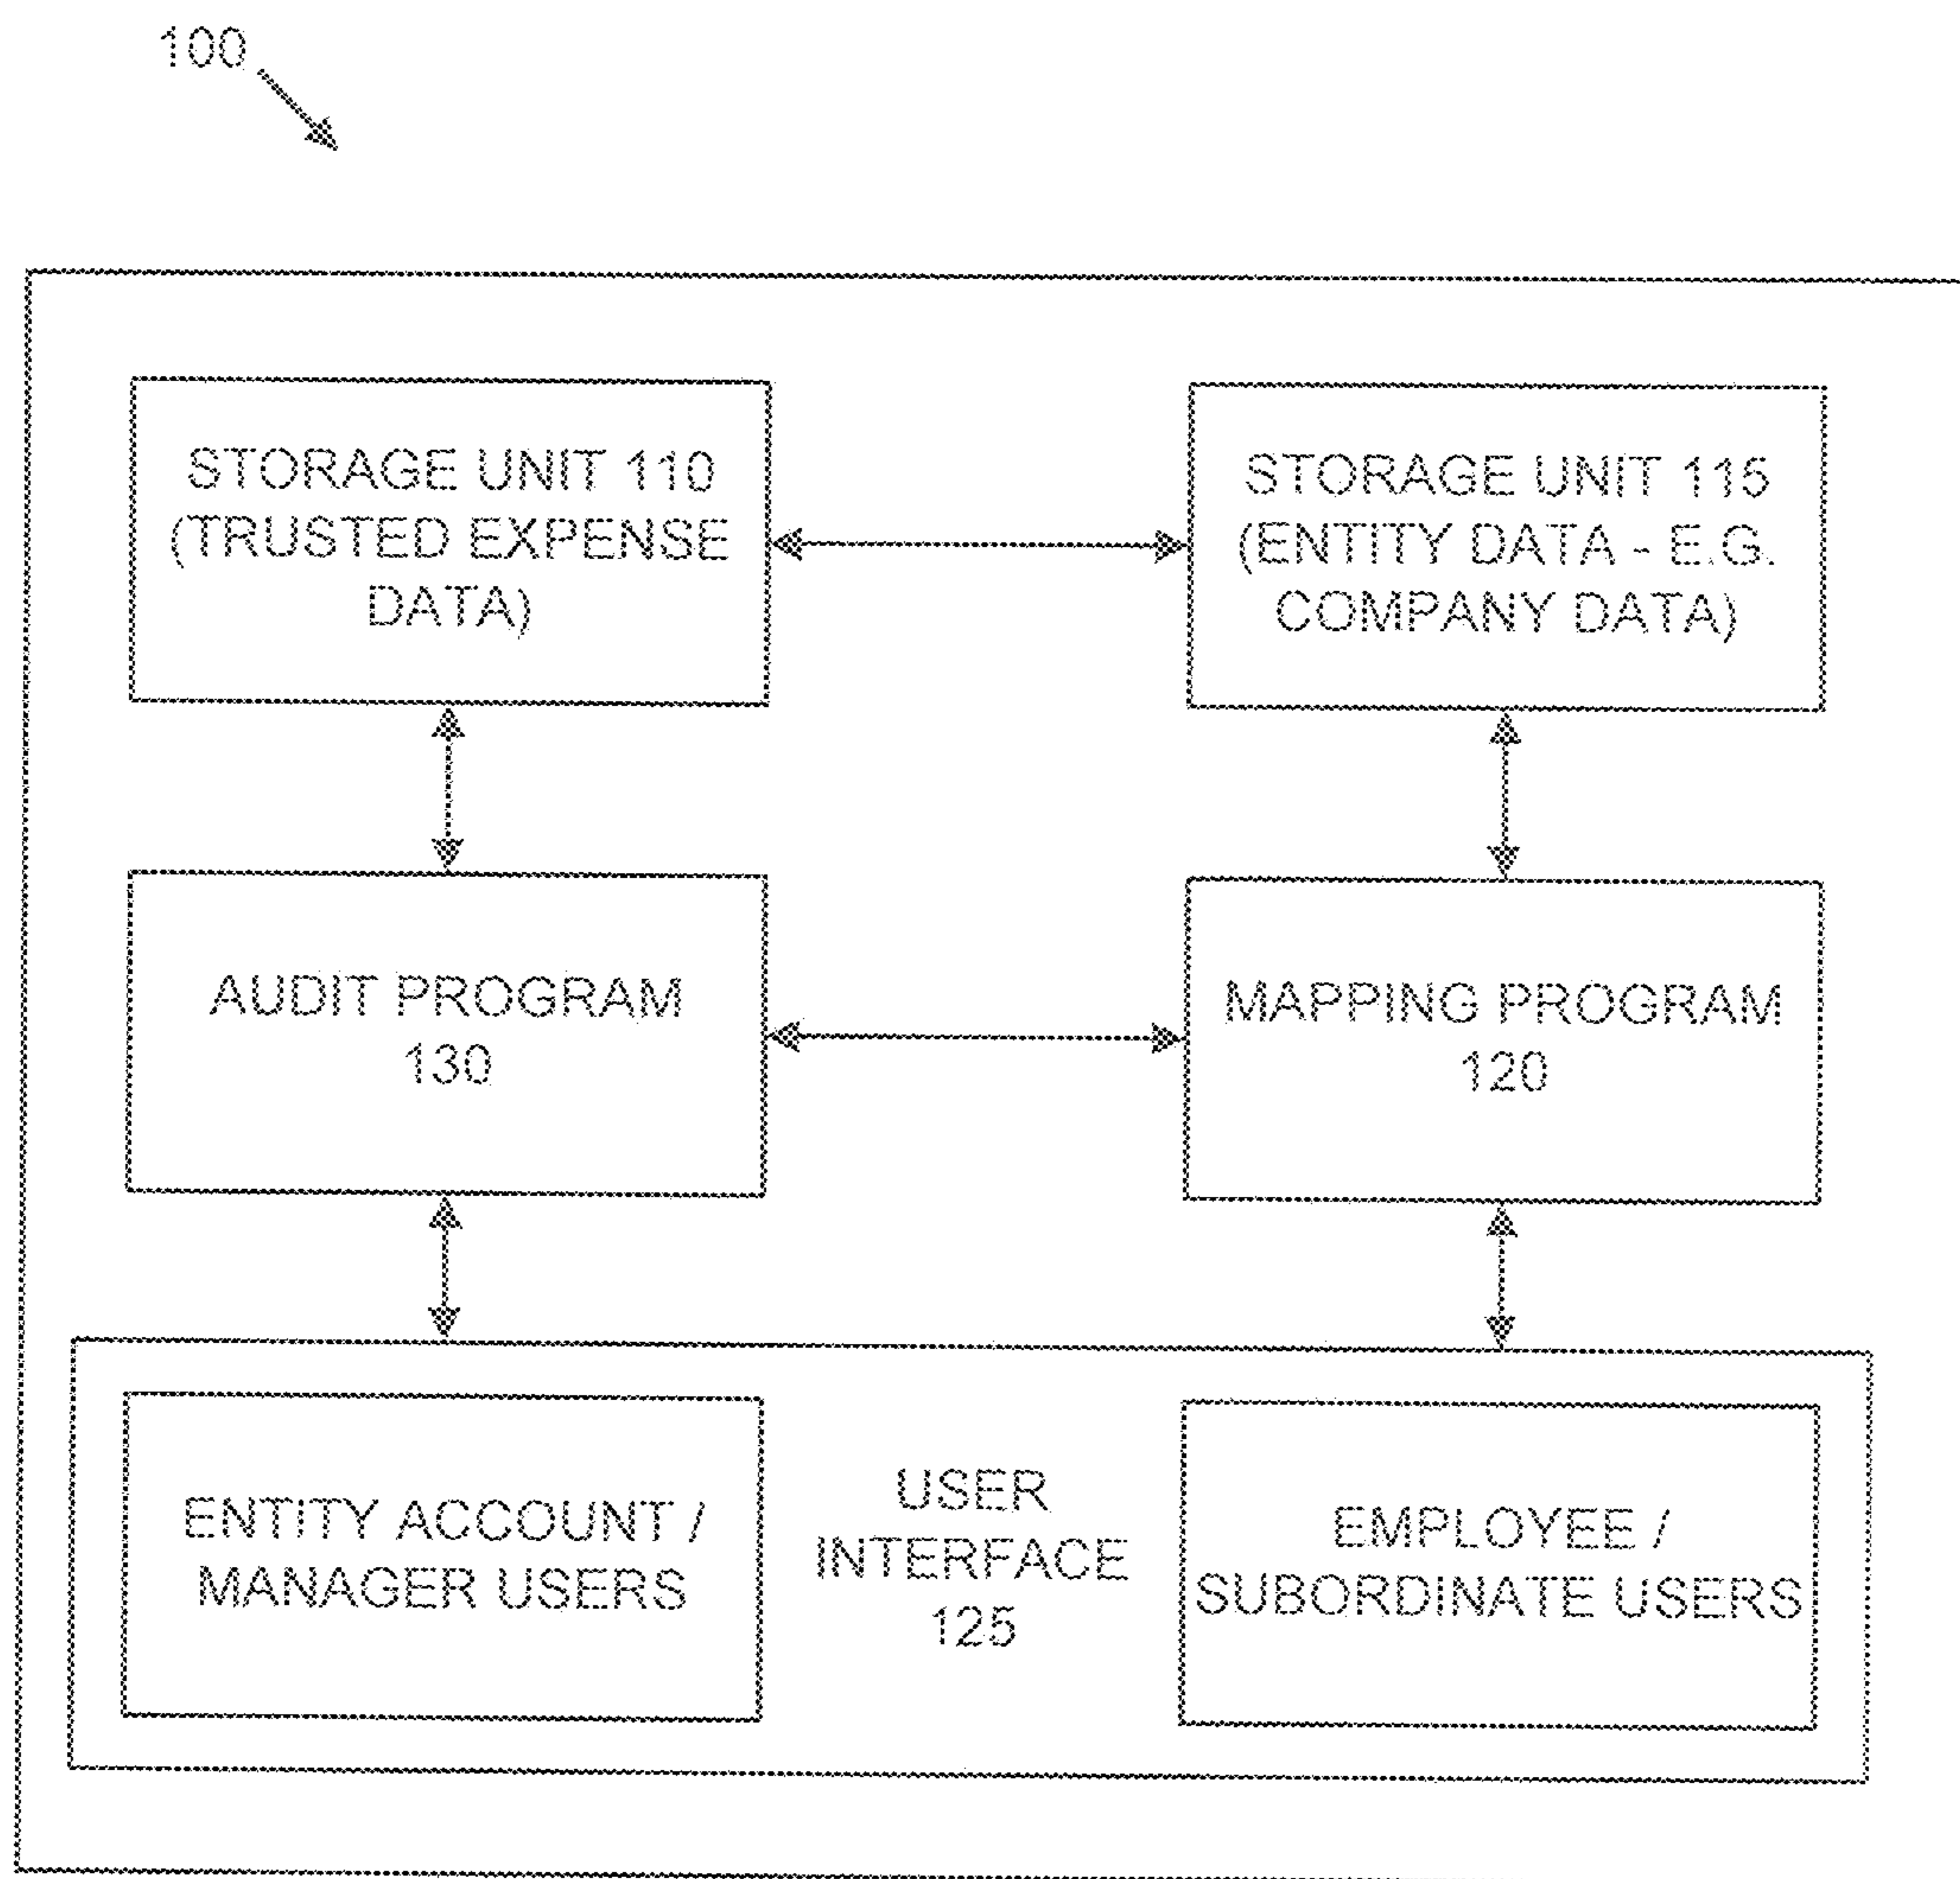 100
STORAGE UNIT 110
(TRUSTED EXPENSE
DATA)
STORAGE UNIT 115
(ENTITY DATA - E.G.
COMPANY DATA)
AUDIT PROGRAM
130
MAPPING PROGRAM
120
ENTITY ACCOUNT /
MANAGER USERS
USER
INTERFACE
125
EMPLOYEE /
SUBORDINATE USERS